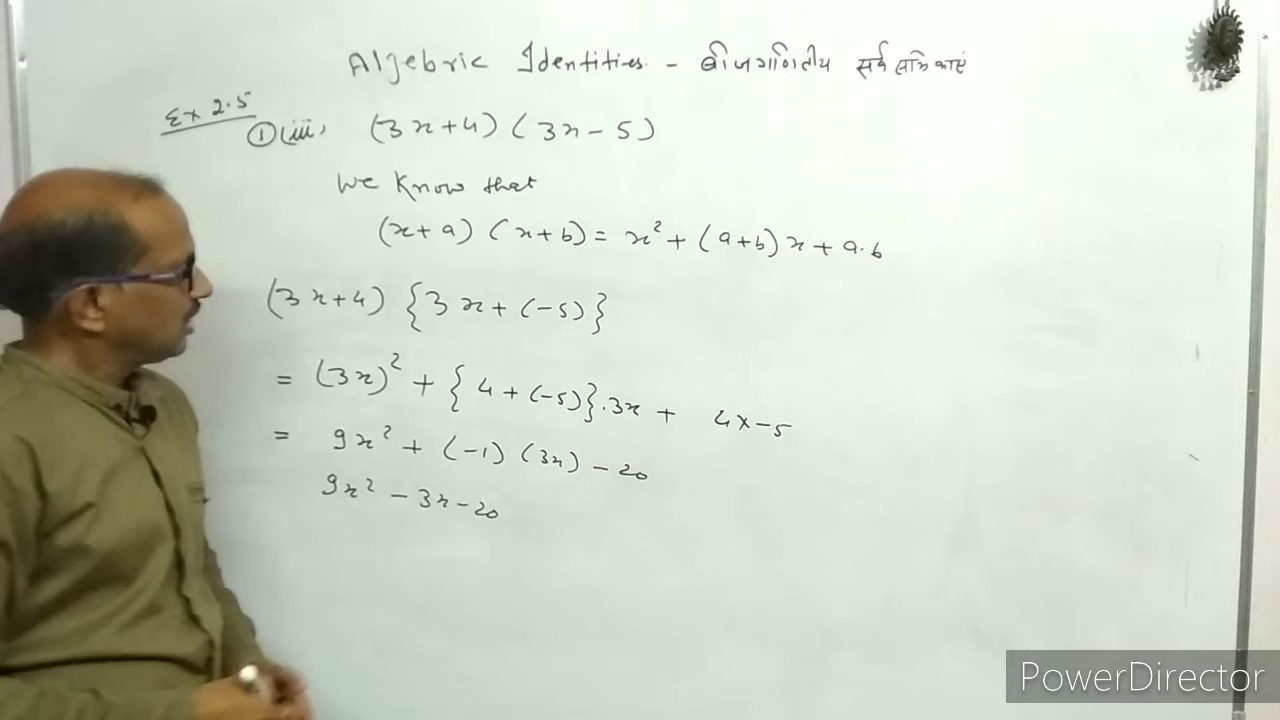 Algebric Identities - बीजगणितीय सर्वसमिकाएं
Ex 2.5
①(iii) (3x+4) (3x-5)
We Know that
(x+a) (x+b) = x² + (a+b)x + a.b
(3x+4) {3x+(-5)}
= (3x)² + {4+(-5)}.3x + 4x-5
= 9x² + (-1) (3x) - 20
9x² - 3x - 20
PowerDirector